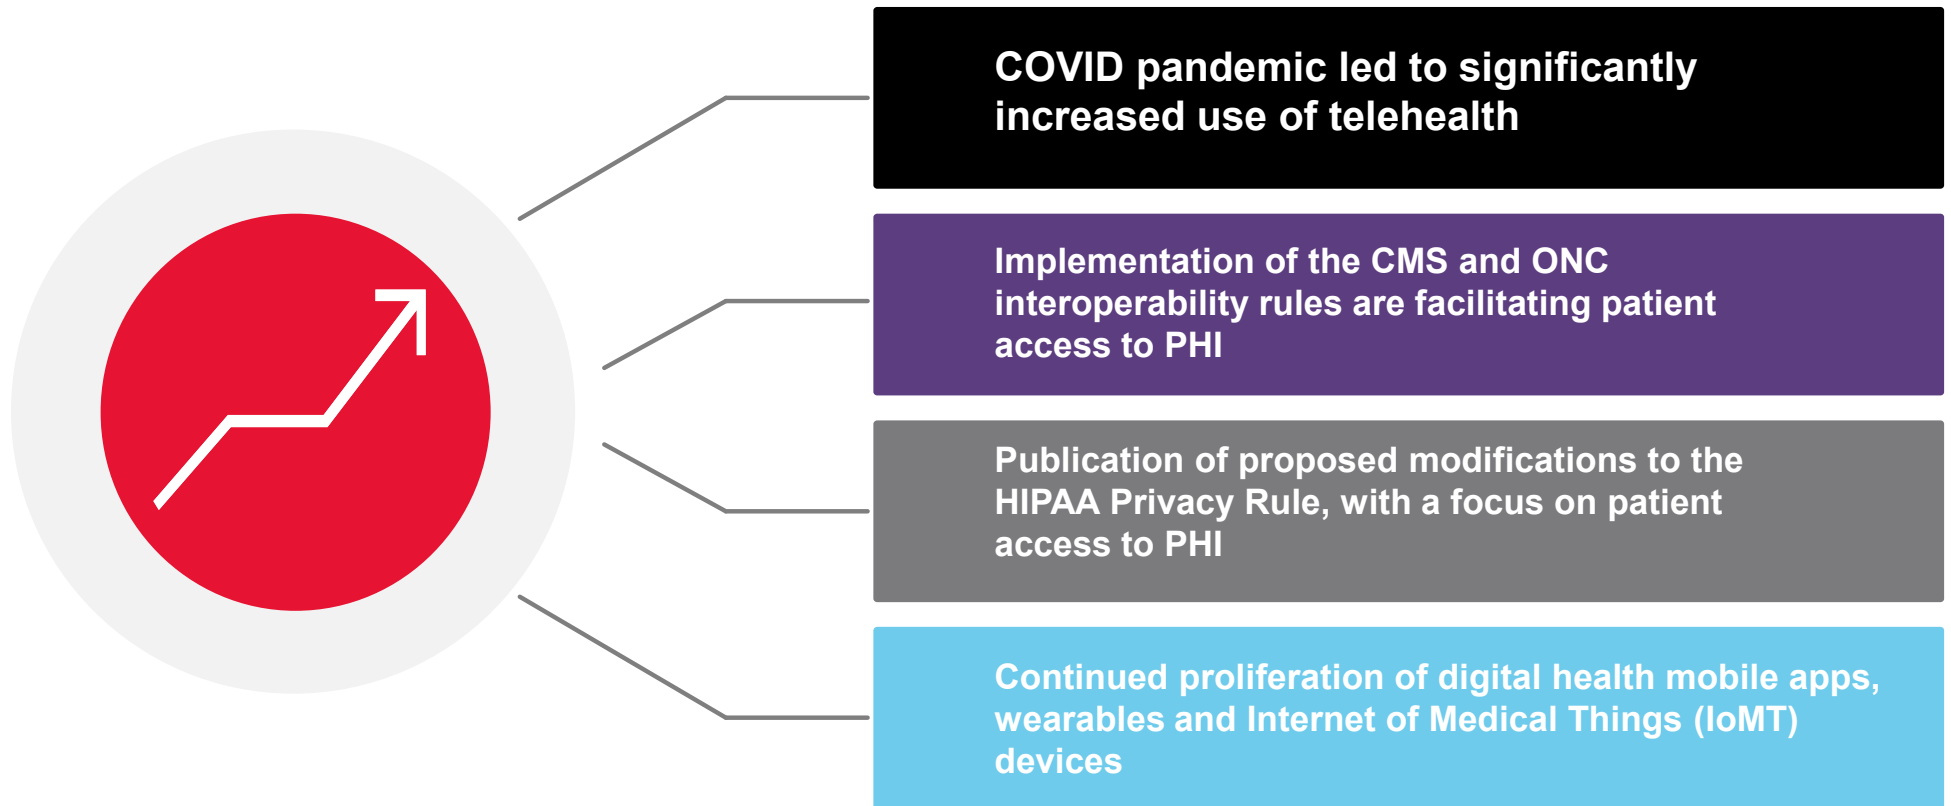 COVID pandemic led to significantly
increased use of telehealth
Implementation of the CMS and ONC
interoperability rules are facilitating patient
access to PHI
Publication of proposed modifications to the
HIPAA Privacy Rule, with a focus on patient
access to PHI
Continued proliferation of digital health mobile apps,
wearables and Internet of Medical Things (IoMT)
devices